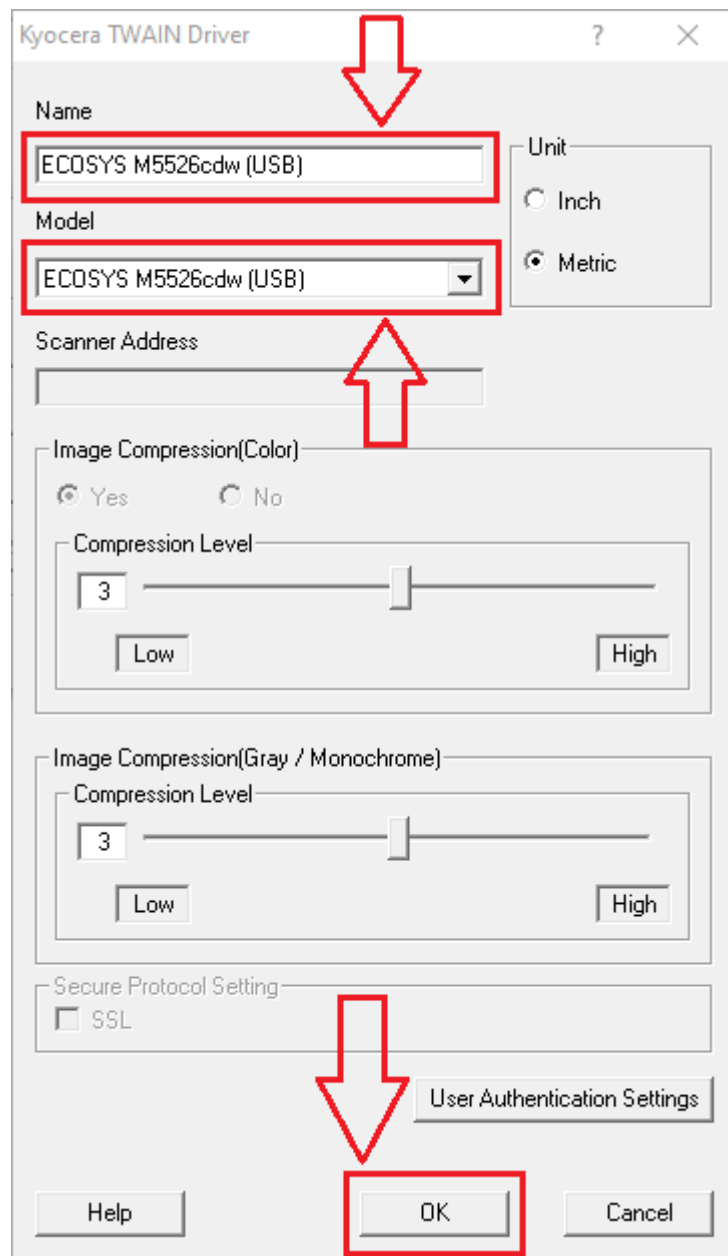 Kyocera TWAIN Driver
Name
ECOSYS M5526cdw (USB)
Unit
Inch
Metric
Model
ECOSYS M5526cdw (USB)
Scanner Address
Image Compression(Color)
Yes No
Compression Level
3
Low High
Image Compression(Gray / Monochrome)
Compression Level
3
Low High
Secure Protocol Setting
SSL
User Authentication Settings
Help OK Cancel